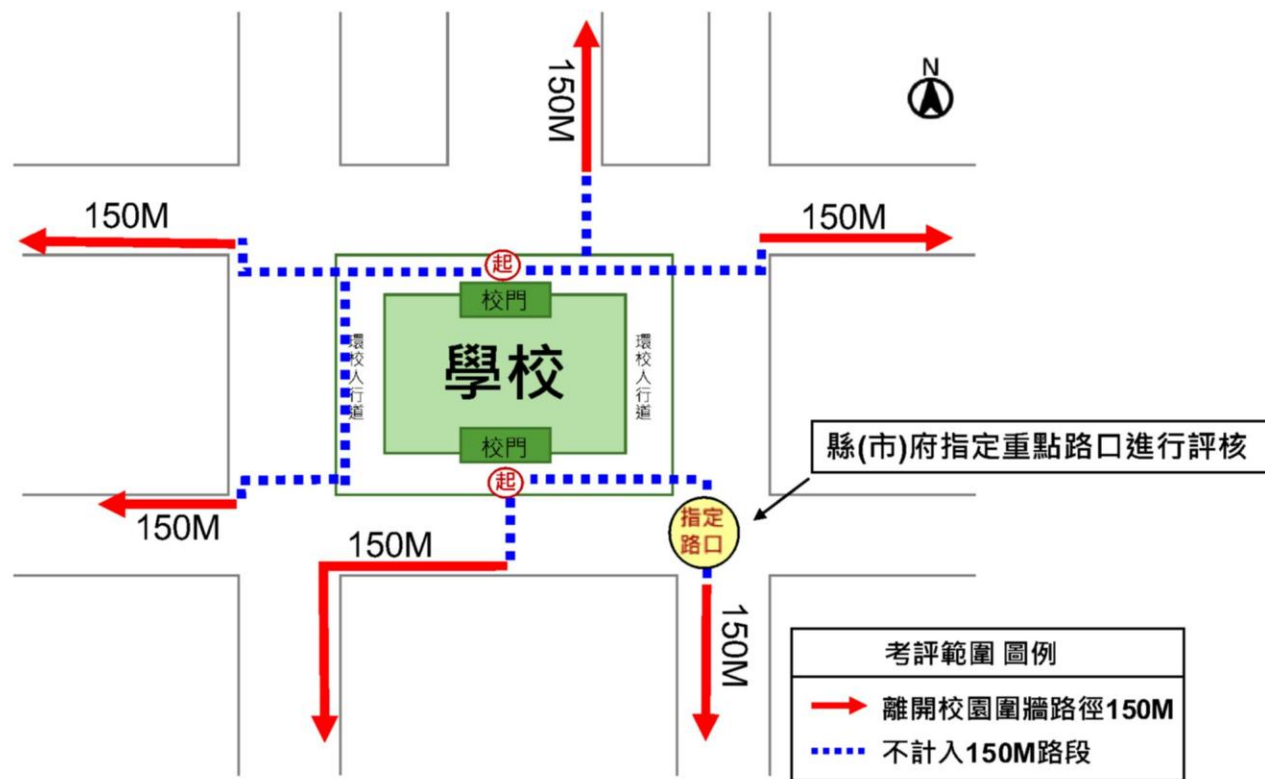 150M
N
150M
150M
起
校門
環校人行道
學校
環校人行道
校門
起
縣(市)府指定重點路口進行評核
指定
路口
150M
150M
150M
考評範圍 圖例
離開校園圍牆路徑150M
不計入150M路段